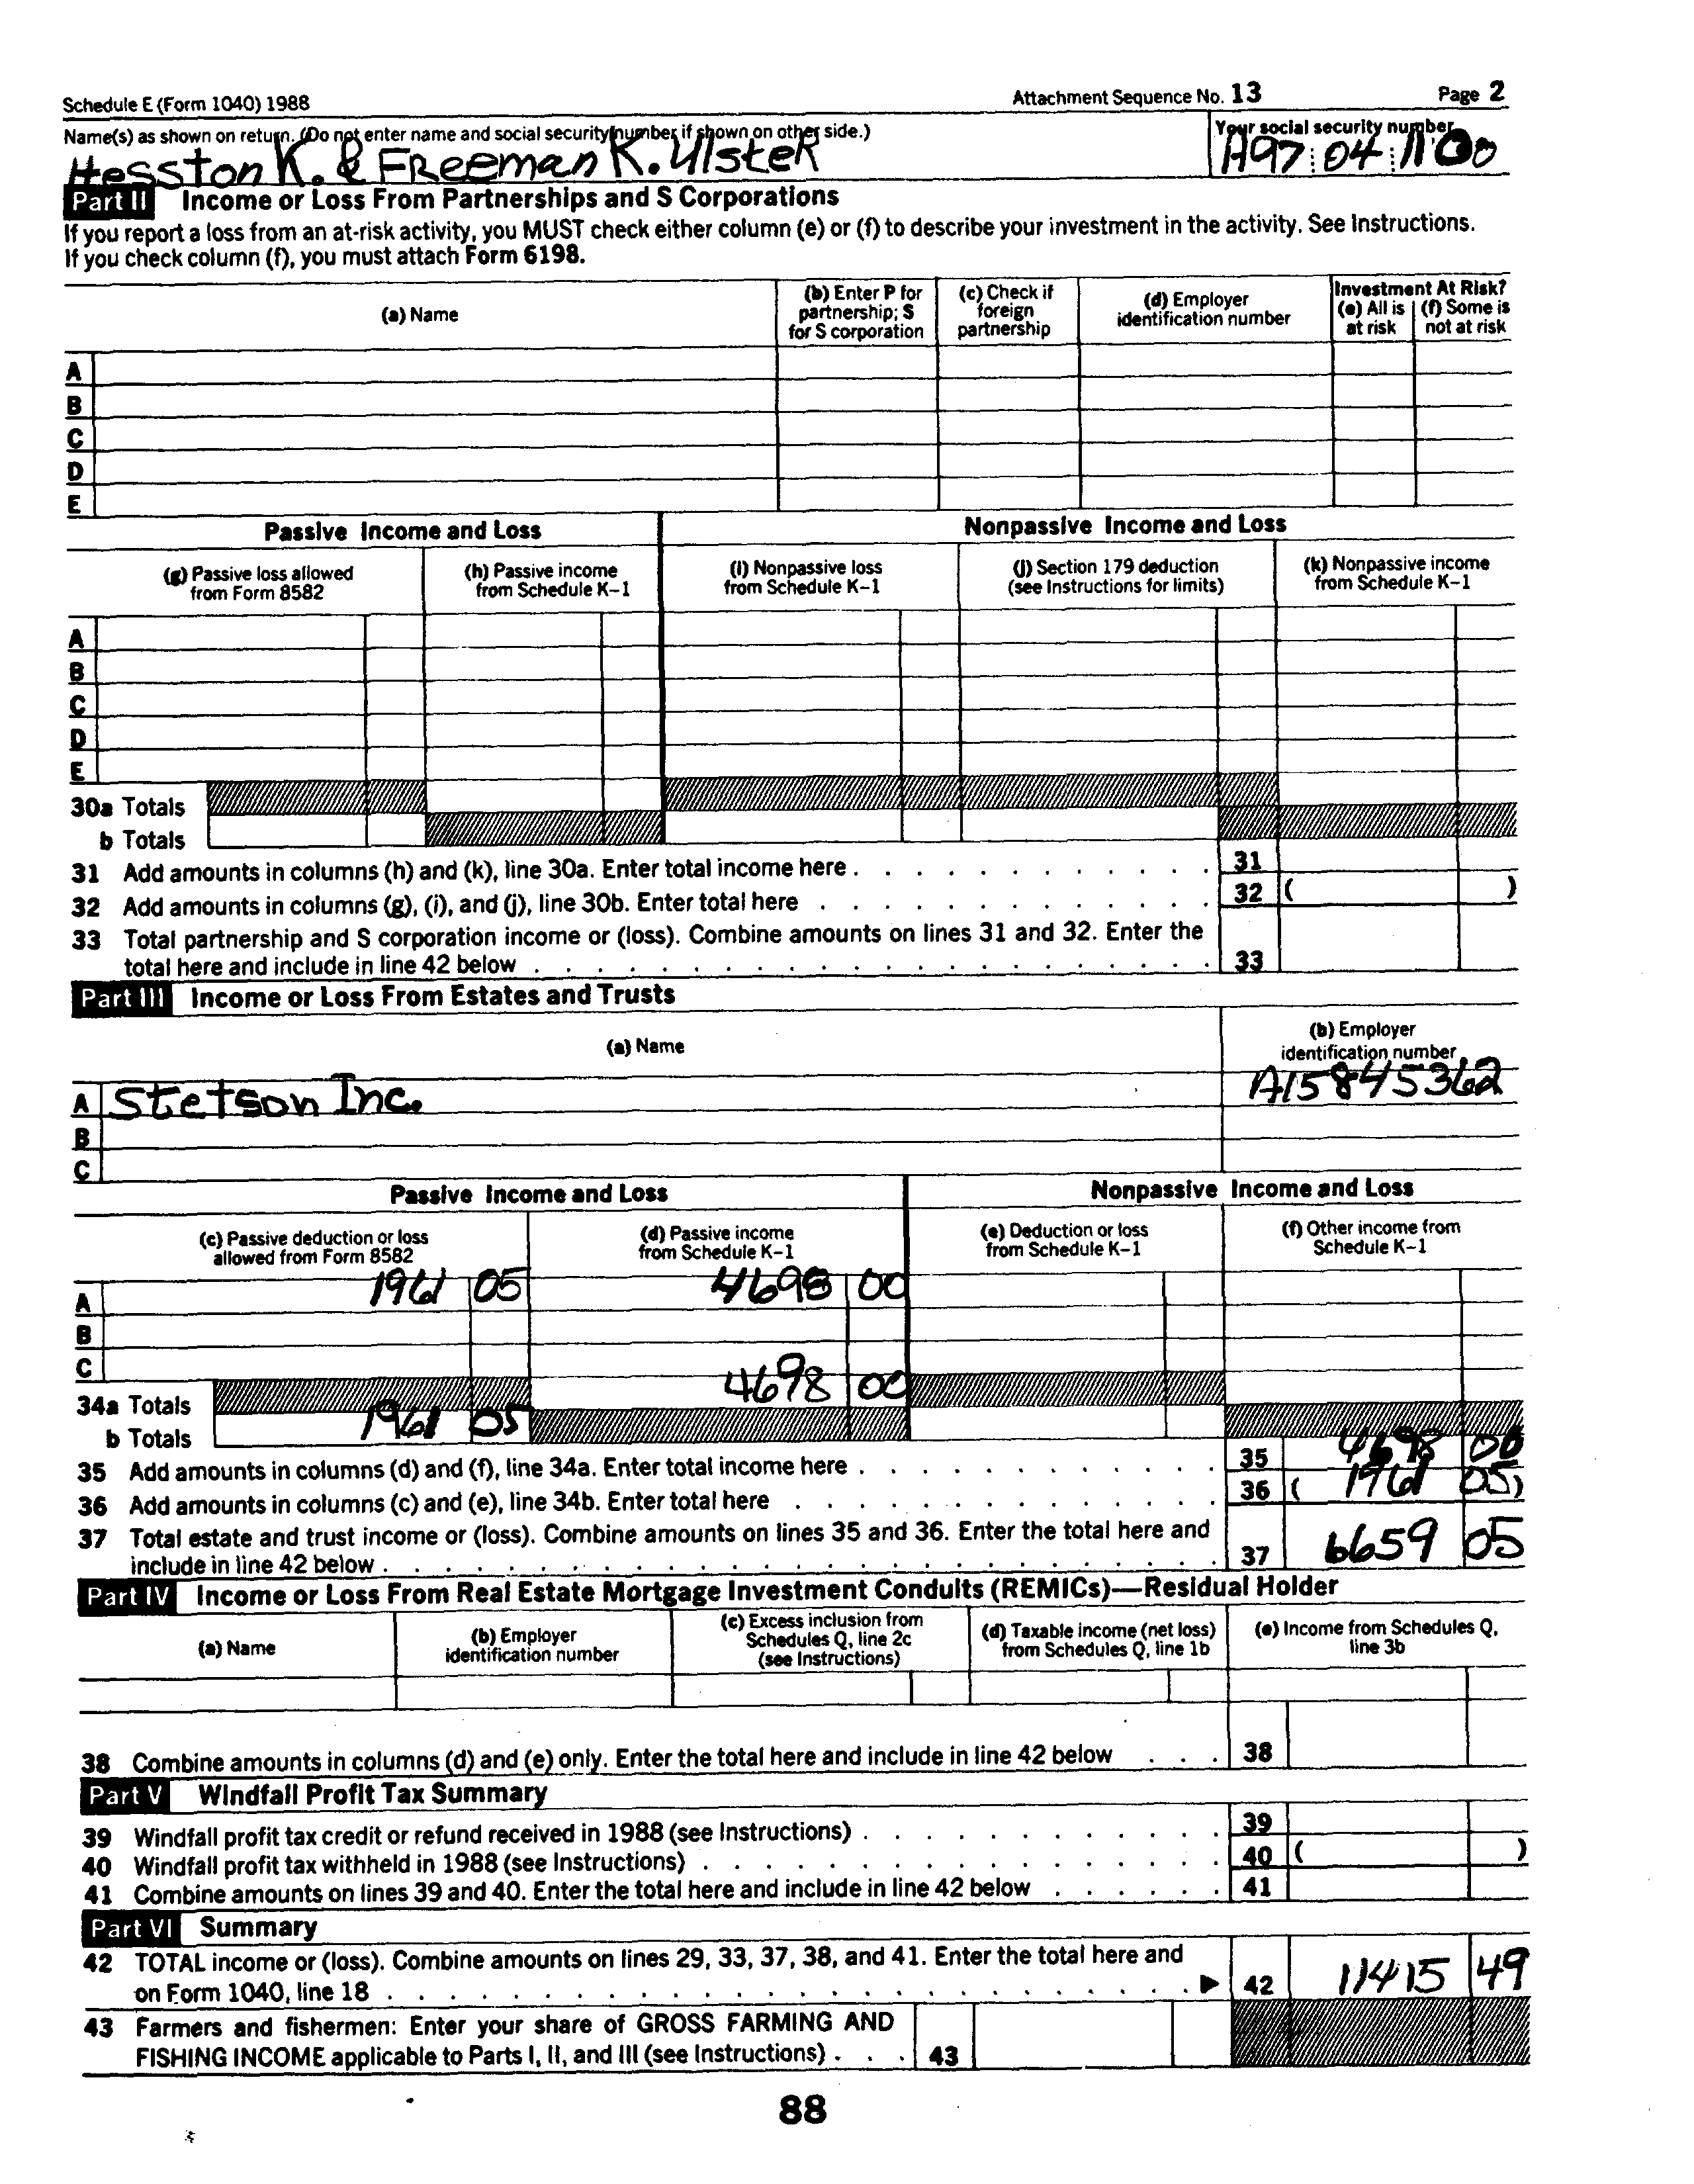 Schedule E (Form 1040) 1988 Attachment Sequence No. 13 Page 2
Name(s) as shown on return. (Do not enter name and social security number if shown on other side.) Your social security number
Hesston K. & Freeman K. Ulster A97 04 1100
Part II Income or Loss From Partnerships and S Corporations
If you report a loss from an at-risk activity, you MUST check either column (e) or (f) to describe your investment in the activity. See Instructions.
If you check column (f), you must attach Form 6198.
(a) Name (b) Enter P for partnership; S for S corporation (c) Check if foreign partnership (d) Employer identification number Investment At Risk? (e) All is at risk (f) Some is not at risk
A
B
C
D
E
Passive Income and Loss Nonpassive Income and Loss
(g) Passive loss allowed from Form 8582 (h) Passive income from Schedule K–1 (i) Nonpassive loss from Schedule K–1 (j) Section 179 deduction (see Instructions for limits) (k) Nonpassive income from Schedule K–1
A
B
C
D
E
30a Totals
b Totals
31 Add amounts in columns (h) and (k), line 30a. Enter total income here . . . . . . . . . . . . 31
32 Add amounts in columns (g), (i), and (j), line 30b. Enter total here . . . . . . . . . . . . . 32 ( )
33 Total partnership and S corporation income or (loss). Combine amounts on lines 31 and 32. Enter the
total here and include in line 42 below . . . . . . . . . . . . . . . . . . . . . . . 33
Part III Income or Loss From Estates and Trusts
(a) Name (b) Employer identification number
A Stetson Inc. A15845362
B
C
Passive Income and Loss Nonpassive Income and Loss
(c) Passive deduction or loss allowed from Form 8582 (d) Passive income from Schedule K–1 (e) Deduction or loss from Schedule K–1 (f) Other income from Schedule K–1
A 1961 05 4698 00
B
C
34a Totals 4698 00
b Totals 1961 05
35 Add amounts in columns (d) and (f), line 34a. Enter total income here . . . . . . . . . . . . 35 4698 00
36 Add amounts in columns (c) and (e), line 34b. Enter total here . . . . . . . . . . . . . . 36 ( 1961 05)
37 Total estate and trust income or (loss). Combine amounts on lines 35 and 36. Enter the total here and
include in line 42 below . . . . . . . . . . . . . . . . . . . . . . . . . . . . 37 6659 05
Part IV Income or Loss From Real Estate Mortgage Investment Conduits (REMICs)—Residual Holder
(a) Name (b) Employer identification number (c) Excess inclusion from Schedules Q, line 2c (see Instructions) (d) Taxable income (net loss) from Schedules Q, line 1b (e) Income from Schedules Q, line 3b
38 Combine amounts in columns (d) and (e) only. Enter the total here and include in line 42 below . . . 38
Part V Windfall Profit Tax Summary
39 Windfall profit tax credit or refund received in 1988 (see Instructions) . . . . . . . . . . . . 39
40 Windfall profit tax withheld in 1988 (see Instructions) . . . . . . . . . . . . . . . . . 40 ( )
41 Combine amounts on lines 39 and 40. Enter the total here and include in line 42 below . . . . . . 41
Part VI Summary
42 TOTAL income or (loss). Combine amounts on lines 29, 33, 37, 38, and 41. Enter the total here and
on Form 1040, line 18 . . . . . . . . . . . . . . . . . . . . . . . . . . . ▶ 42 11415 49
43 Farmers and fishermen: Enter your share of GROSS FARMING AND
FISHING INCOME applicable to Parts I, II, and III (see Instructions) . . . 43
88